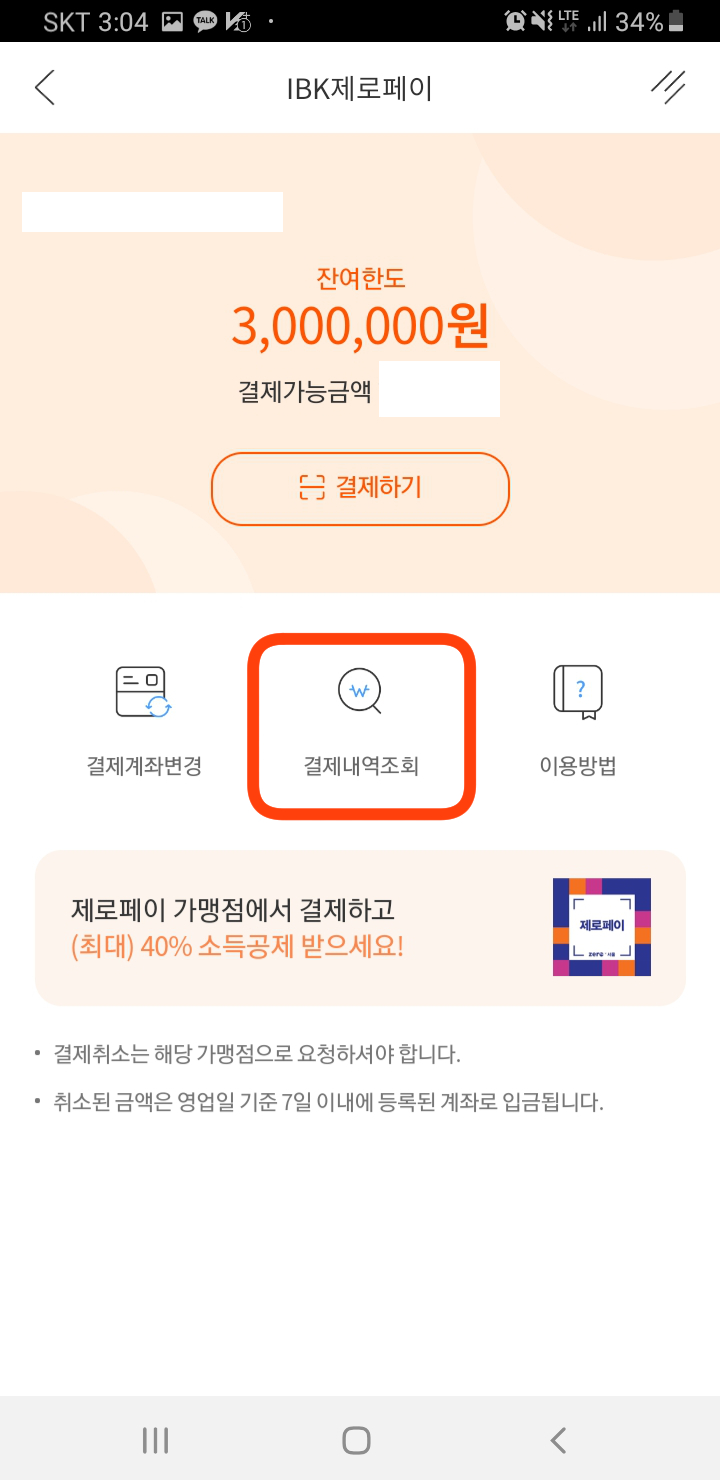 SKT 3:04 TALK LTE 34%
IBK제로페이
잔여한도
3,000,000원
결제가능금액
결제하기
결제계좌변경
결제내역조회
이용방법
제로페이 가맹점에서 결제하고
(최대) 40% 소득공제 받으세요!
제로페이
zero · 서울
• 결제취소는 해당 가맹점으로 요청하셔야 합니다.
• 취소된 금액은 영업일 기준 7일 이내에 등록된 계좌로 입금됩니다.